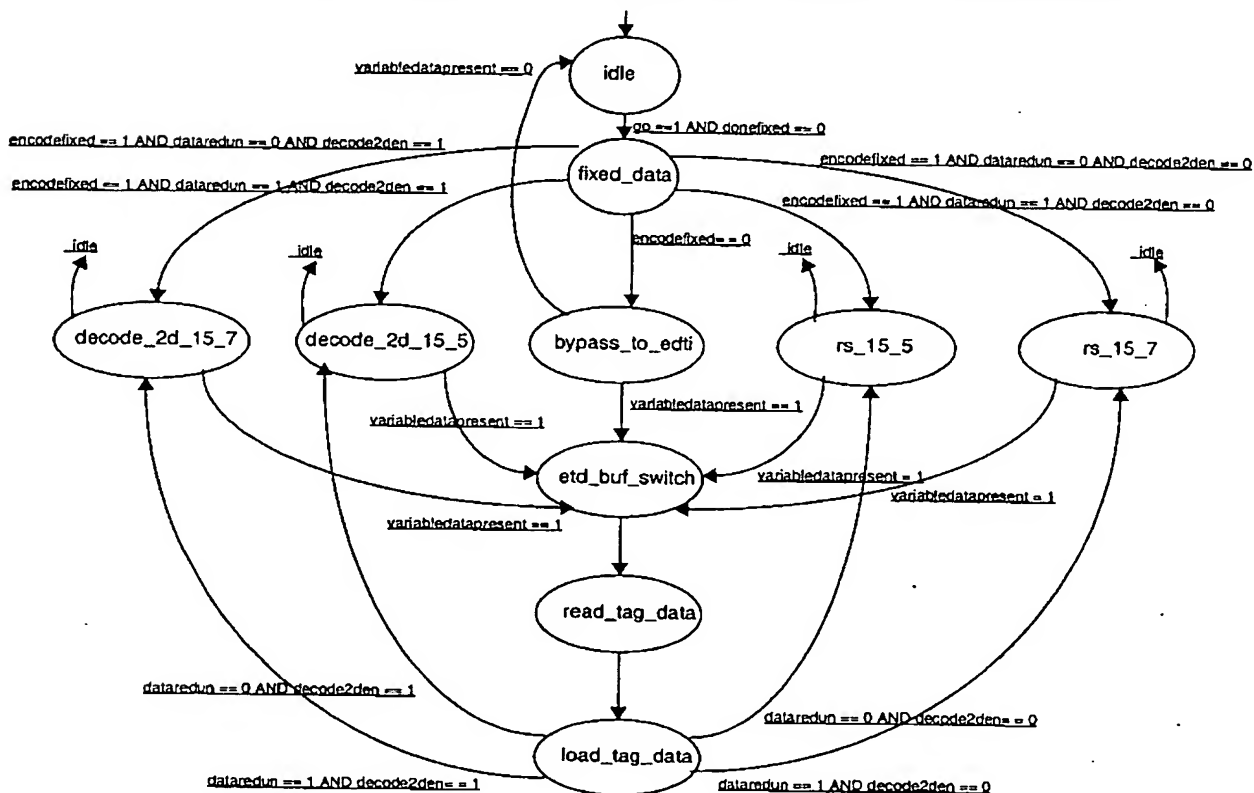 variabledatapresent == 0
idle
go ==1 AND donefixed == 0
encodefixed == 1 AND dataredun == 0 AND decode2den == 1
encodefixed == 1 AND dataredun == 0 AND decode2den == 0
fixed_data
encodefixed == 1 AND dataredun == 1 AND decode2den == 1
encodefixed == 1 AND dataredun == 1 AND decode2den == 0
encodefixed== 0
_idle
_idle
_idle
_idle
decode_2d_15_7
decode_2d_15_5
bypass_to_edti
rs_15_5
rs_15_7
variabledatapresent == 1
variabledatapresent == 1
etd_buf_switch
variabledatapresent = 1
variabledatapresent = 1
variabledatapresent == 1
read_tag_data
dataredun == 0 AND decode2den == 1
dataredun == 0 AND decode2den= = 0
load_tag_data
dataredun == 1 AND decode2den= = 1
dataredun == 1 AND decode2den == 0